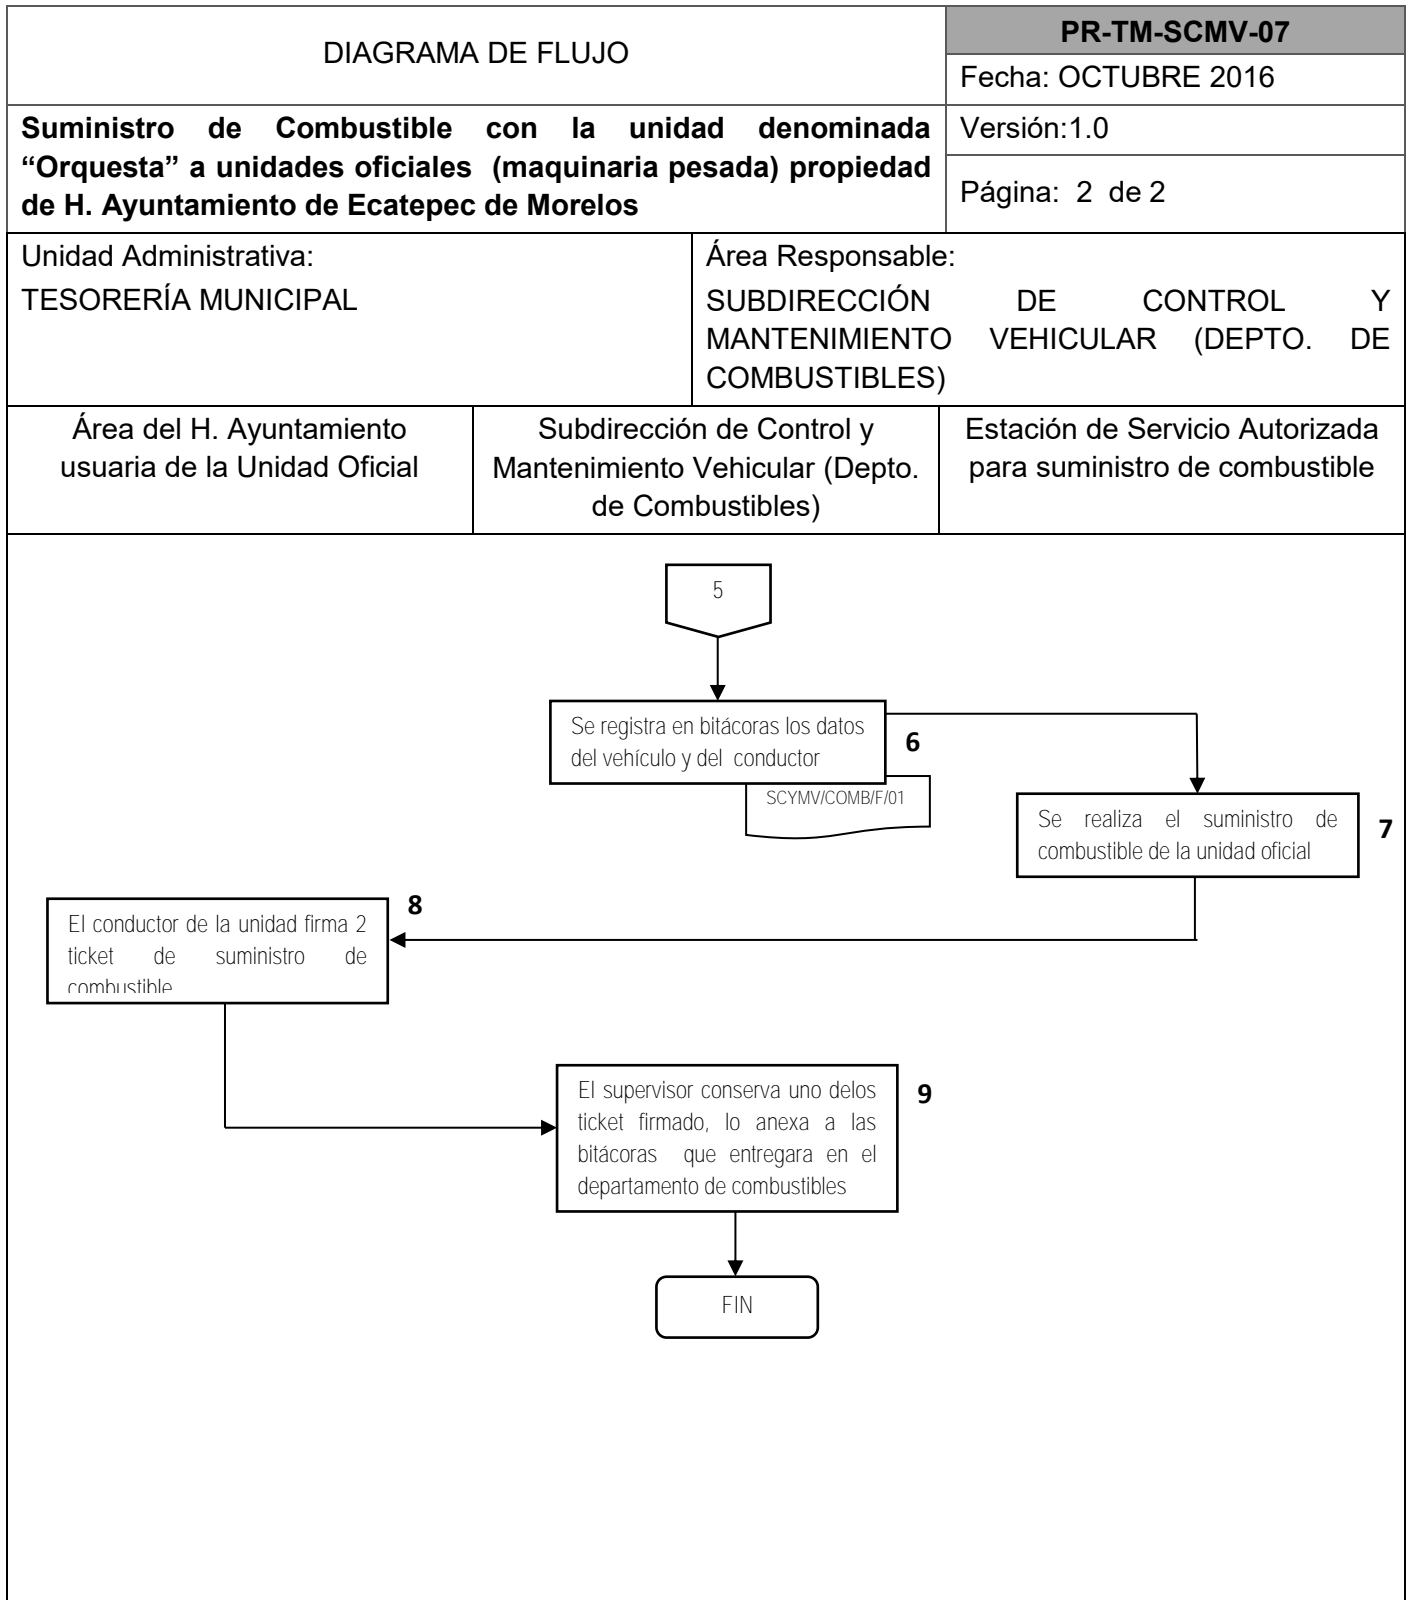 DIAGRAMA DE FLUJO
PR-TM-SCMV-07
Fecha: OCTUBRE 2016
Suministro de Combustible con la unidad denominada
“Orquesta” a unidades oficiales (maquinaria pesada) propiedad
de H. Ayuntamiento de Ecatepec de Morelos
Versión:1.0
Página: 2 de 2
Unidad Administrativa:
TESORERÍA MUNICIPAL
Área Responsable:
SUBDIRECCIÓN DE CONTROL Y
MANTENIMIENTO VEHICULAR (DEPTO. DE
COMBUSTIBLES)
Área del H. Ayuntamiento
usuaria de la Unidad Oficial
Subdirección de Control y
Mantenimiento Vehicular (Depto.
de Combustibles)
Estación de Servicio Autorizada
para suministro de combustible
5
Se registra en bitácoras los datos
del vehículo y del conductor
6
SCYMV/COMB/F/01
Se realiza el suministro de
combustible de la unidad oficial
7
8
El conductor de la unidad firma 2
ticket de suministro de
combustible
El supervisor conserva uno delos
ticket firmado, lo anexa a las
bitácoras que entregara en el
departamento de combustibles
9
FIN